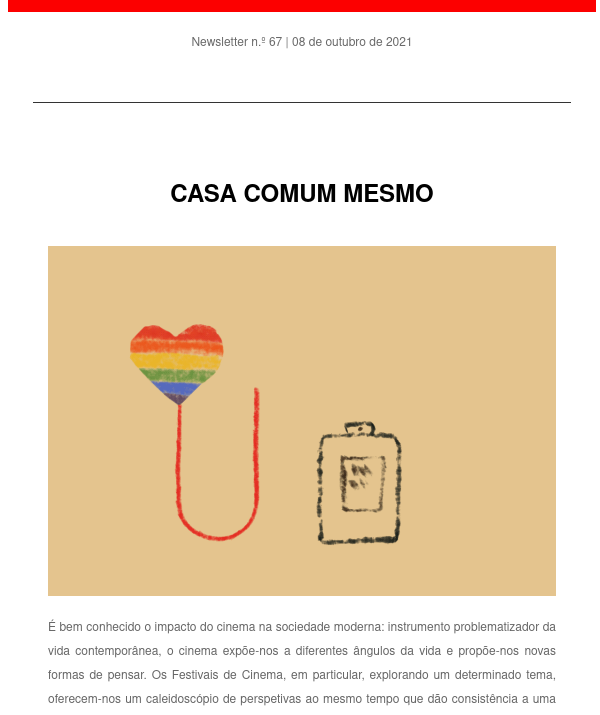 Newsletter n.º 67 | 08 de outubro de 2021
CASA COMUM MESMO
É bem conhecido o impacto do cinema na sociedade moderna: instrumento problematizador da
vida contemporânea, o cinema expõe-nos a diferentes ângulos da vida e propõe-nos novas
formas de pensar. Os Festivais de Cinema, em particular, explorando um determinado tema,
oferecem-nos um caleidoscópio de perspetivas ao mesmo tempo que dão consistência a uma